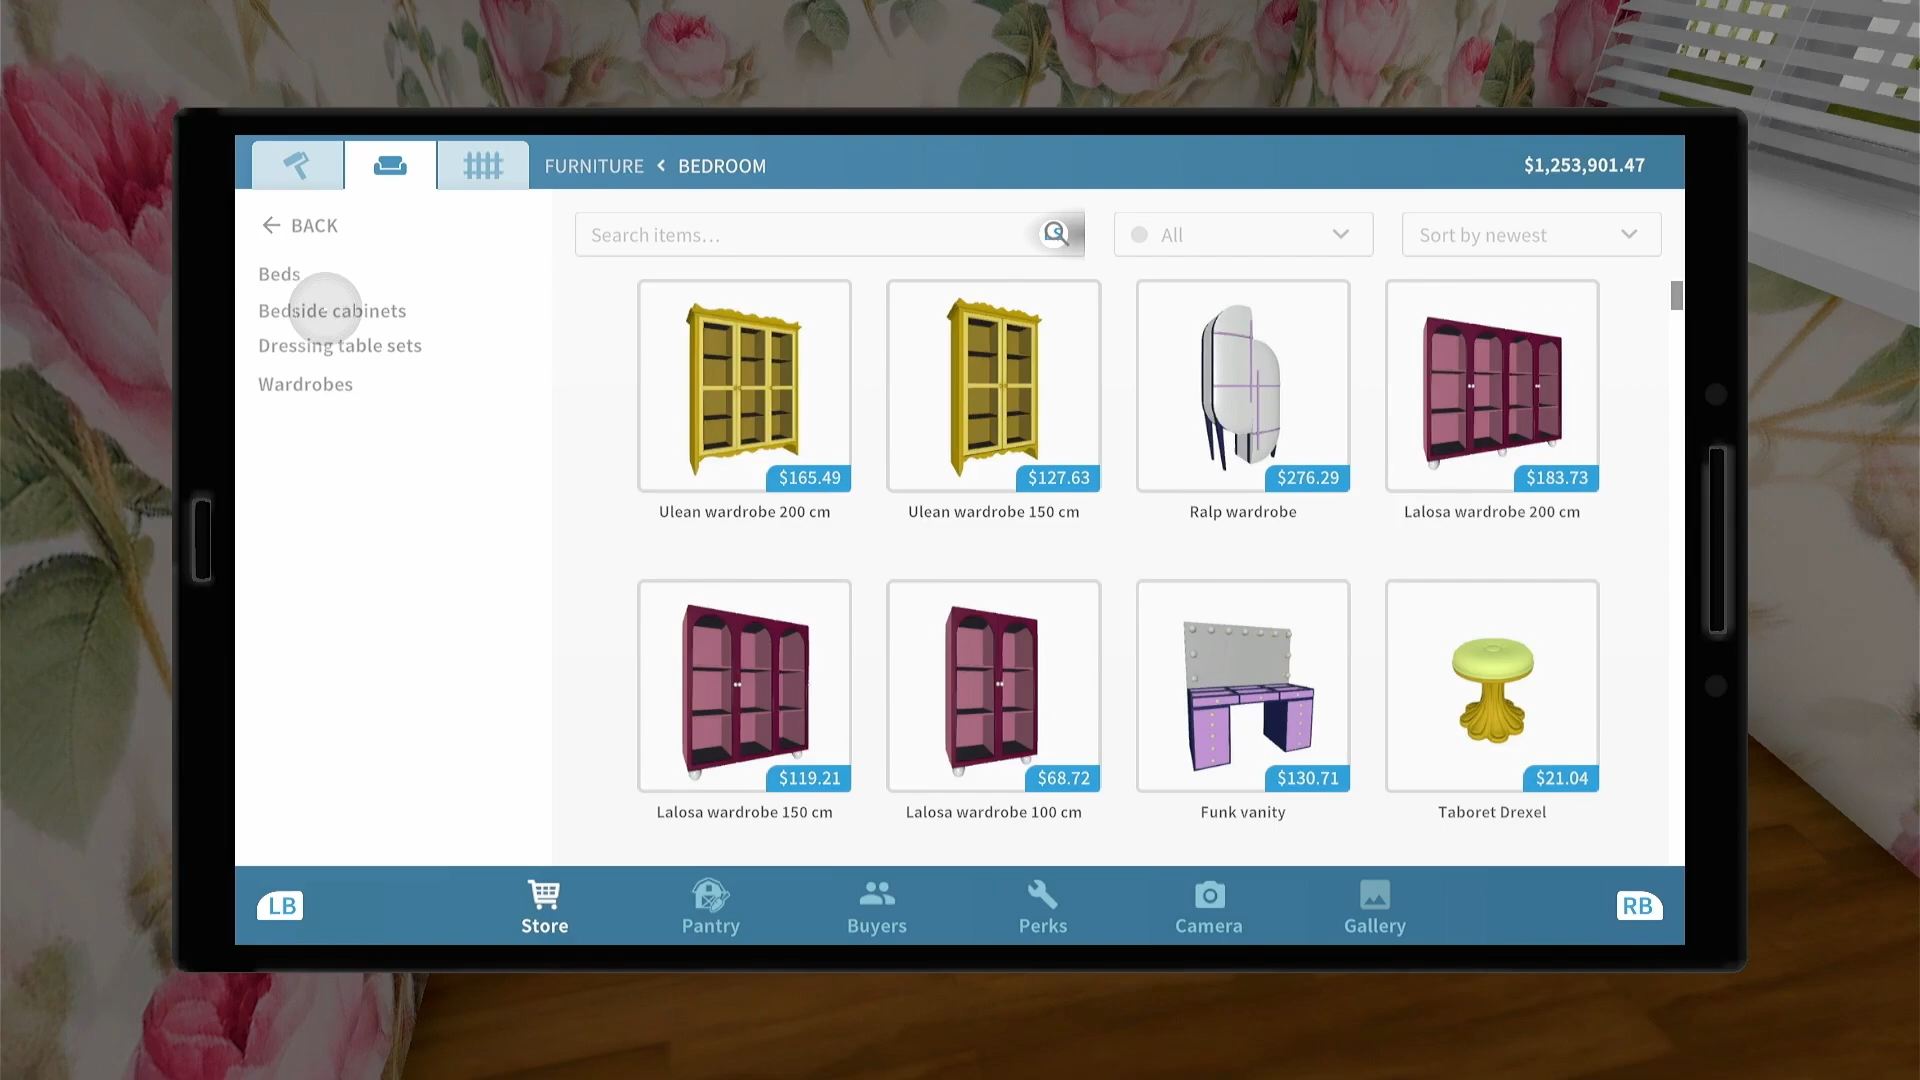 FURNITURE < BEDROOM
$1,253,901.47
BACK
Beds
Bedside cabinets
Dressing table sets
Wardrobes
Search items...
All
Sort by newest
$165.49
$127.63
$276.29
$183.73
Ulean wardrobe 200 cm
Ulean wardrobe 150 cm
Ralp wardrobe
Lalosa wardrobe 200 cm
$119.21
$68.72
$130.71
$21.04
Lalosa wardrobe 150 cm
Lalosa wardrobe 100 cm
Funk vanity
Taboret Drexel
LB
Store
Pantry
Buyers
Perks
Camera
Gallery
RB